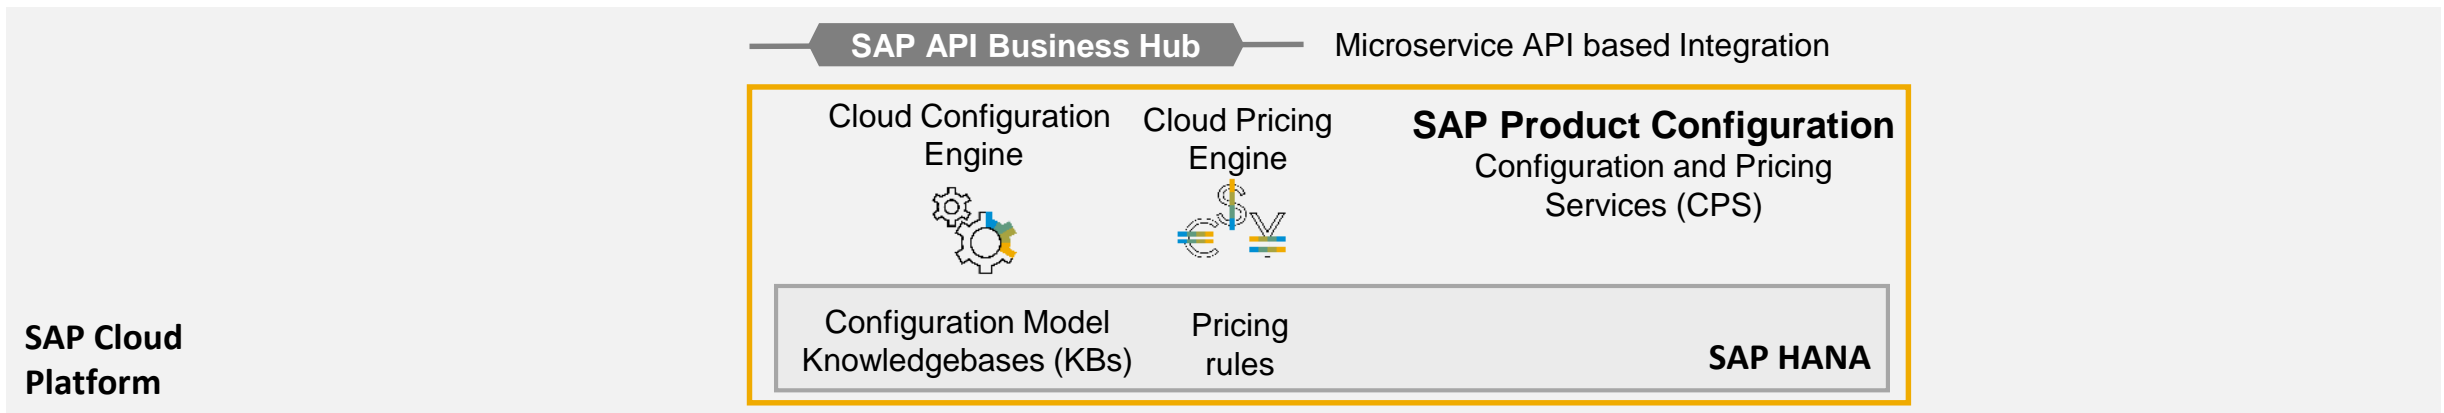 SAP API Business Hub
Microservice API based Integration
Cloud Configuration
Engine
Cloud Pricing
Engine
SAP Product Configuration
Configuration and Pricing
Services (CPS)
$
€
¥
Configuration Model
Knowledgebases (KBs)
Pricing
rules
SAP HANA
SAP Cloud
Platform